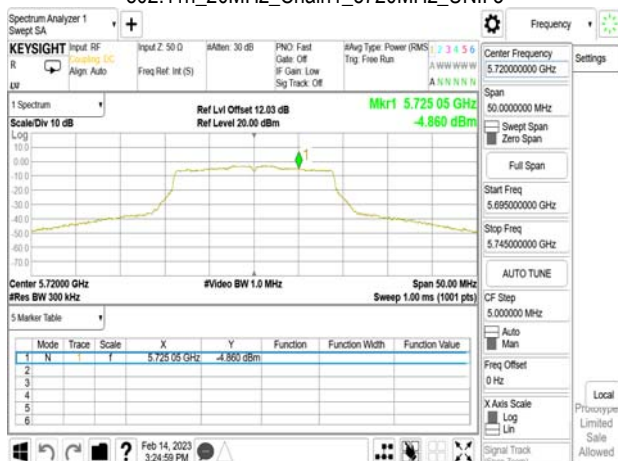 802.11n_20MHz_Chain1_5720MHz_UNII3
Spectrum Analyzer 1
Swept SA
Frequency
KEYSIGHT
R
LVI
Input: RF
Coupling: DC
Align: Auto
Input Z: 50 Ω
Freq Ref: Int (S)
#Atten: 30 dB
PNO: Fast
Gate: Off
IF Gain: Low
Sig Track: Off
#Avg Type: Power (RMS
Trig: Free Run
1 2 3 4 5 6
A W W W W W
A N N N N N
Center Frequency
5.720000000 GHz
Settings
Span
50.0000000 MHz
Swept Span
Zero Span
Full Span
Start Freq
5.695000000 GHz
Stop Freq
5.745000000 GHz
AUTO TUNE
CF Step
5.000000 MHz
Auto
Man
Freq Offset
0 Hz
X Axis Scale
Log
Lin
Signal Track
Local
Prototype
Limited
Sale
Allowed
1 Spectrum
Scale/Div 10 dB
Ref Lvl Offset 12.03 dB
Ref Level 20.00 dBm
Mkr1 5.725 05 GHz
-4.860 dBm
Log
10.0
0.00
-10.0
-20.0
-30.0
-40.0
-50.0
-60.0
-70.0
1
Center 5.72000 GHz
#Video BW 1.0 MHz
Span 50.00 MHz
#Res BW 300 kHz
Sweep 1.00 ms (1001 pts)
5 Marker Table
Mode Trace Scale X Y Function Function Width Function Value
1 N 1 f 5.725 05 GHz -4.860 dBm
2
3
4
5
6
Feb 14, 2023
3:24:59 PM